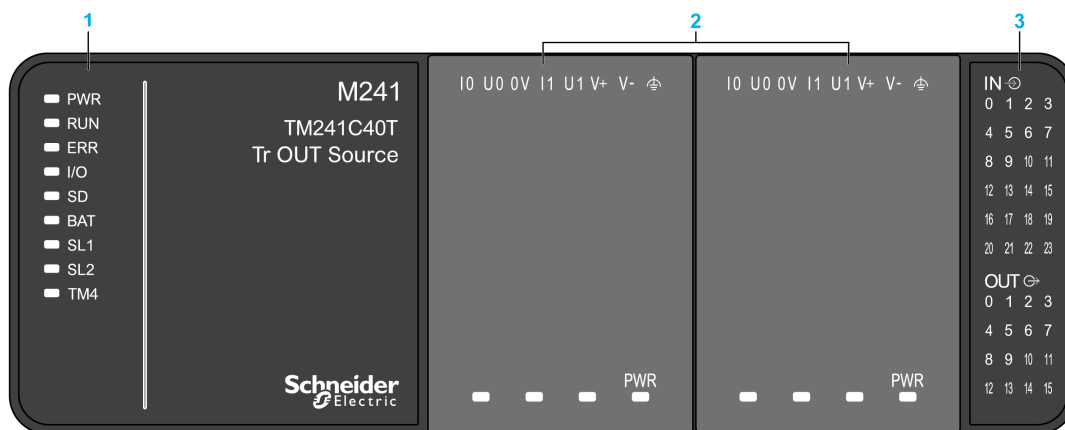 1
2
3
PWR
RUN
ERR
I/O
SD
BAT
SL1
SL2
TM4
M241
TM241C40T
Tr OUT Source
Schneider
Electric
I0 U0 0V I1 U1 V+ V-
PWR
I0 U0 0V I1 U1 V+ V-
PWR
IN
0 1 2 3
4 5 6 7
8 9 10 11
12 13 14 15
16 17 18 19
20 21 22 23
OUT
0 1 2 3
4 5 6 7
8 9 10 11
12 13 14 15